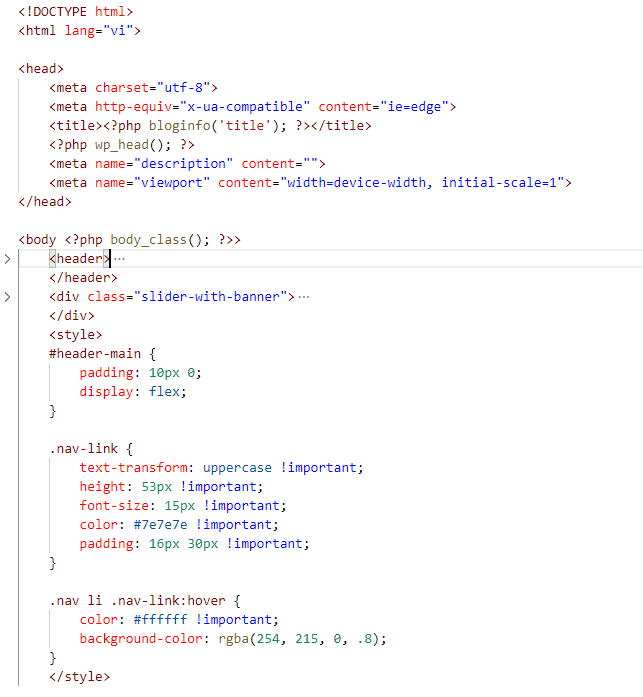 <!DOCTYPE html>
<html lang="vi">
<head>
<meta charset="utf-8">
<meta http-equiv="x-ua-compatible" content="ie=edge">
<title><?php bloginfo('title'); ?></title>
<?php wp_head(); ?>
<meta name="description" content="">
<meta name="viewport" content="width=device-width, initial-scale=1">
</head>
<body <?php body_class(); ?>>
<header>…
</header>
<div class="slider-with-banner">…
</div>
<style>
#header-main {
padding: 10px 0;
display: flex;
}
.nav-link {
text-transform: uppercase !important;
height: 53px !important;
font-size: 15px !important;
color: #7e7e7e !important;
padding: 16px 30px !important;
}
.nav li .nav-link:hover {
color: #ffffff !important;
background-color: rgba(254, 215, 0, .8);
}
</style>